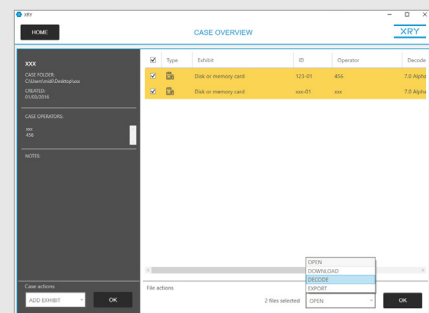 XRY
HOME
CASE OVERVIEW
XRY
xxx
CASE FOLDER:
CREATED:
01/03/2016
CASE OPERATORS:
xxx
456
NOTES:
Type Exhibit ID Operator Decode
Disk or memory card 123-01 456 7.0 Alpha
Disk or memory card xxx-01 xxx 7.0 Alpha
Case actions
ADD EXHIBIT OK
File actions
OPEN
DOWNLOAD
DECODE
EXPORT
2 files selected OPEN OK